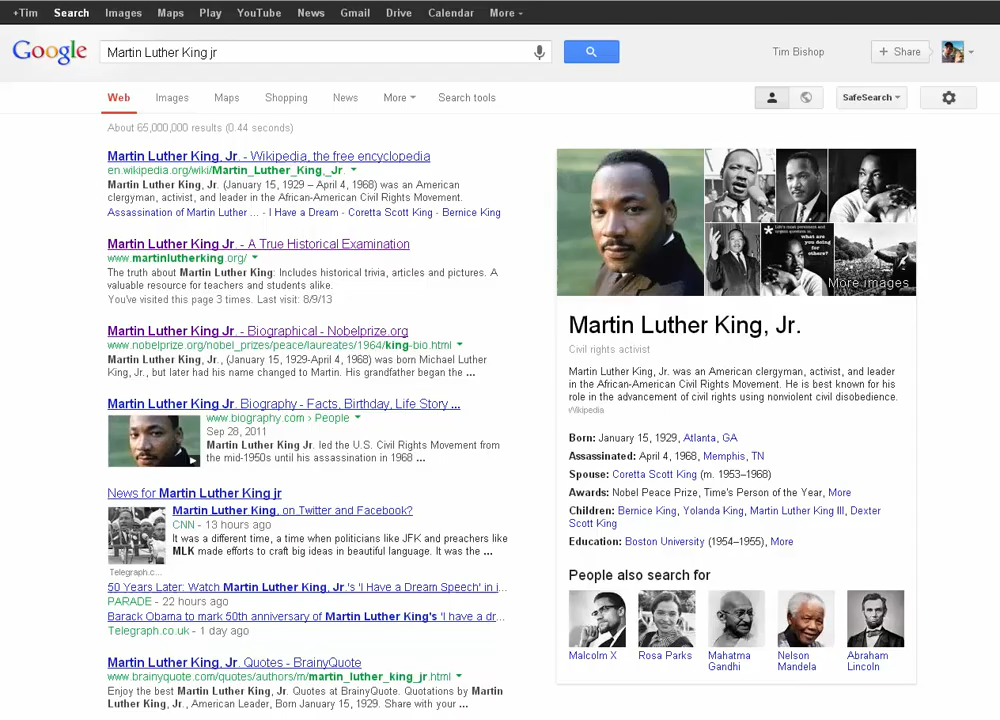 +Tim Search Images Maps Play YouTube News Gmail Drive Calendar More
Google
Martin Luther King jr
Tim Bishop
+ Share
Web Images Maps Shopping News More Search tools
SafeSearch
About 65,000,000 results (0.44 seconds)
Martin Luther King, Jr. - Wikipedia, the free encyclopedia
en.wikipedia.org/wiki/Martin_Luther_King,_Jr.
Martin Luther King, Jr. (January 15, 1929 – April 4, 1968) was an American
clergyman, activist, and leader in the African-American Civil Rights Movement.
Assassination of Martin Luther ... - I Have a Dream - Coretta Scott King - Bernice King
Martin Luther King Jr. - A True Historical Examination
www.martinlutherking.org/
The truth about Martin Luther King: Includes historical trivia, articles and pictures. A
valuable resource for teachers and students alike.
You've visited this page 3 times. Last visit: 8/9/13
Martin Luther King Jr. - Biographical - Nobelprize.org
www.nobelprize.org/nobel_prizes/peace/laureates/1964/king-bio.html
Martin Luther King, Jr., (January 15, 1929-April 4, 1968) was born Michael Luther
King, Jr., but later had his name changed to Martin. His grandfather began the ...
Martin Luther King Jr. Biography - Facts, Birthday, Life Story ...
www.biography.com › People
Sep 28, 2011
Martin Luther King Jr. led the U.S. Civil Rights Movement from
the mid-1950s until his assassination in 1968 ...
News for Martin Luther King jr
Martin Luther King, on Twitter and Facebook?
CNN - 13 hours ago
It was a different time, a time when politicians like JFK and preachers like
MLK made efforts to craft big ideas in beautiful language. It was the ...
Telegraph.c...
50 Years Later: Watch Martin Luther King, Jr.'s 'I Have a Dream Speech' in i...
PARADE - 22 hours ago
Barack Obama to mark 50th anniversary of Martin Luther King's 'I have a dr...
Telegraph.co.uk - 1 day ago
Martin Luther King, Jr. Quotes - BrainyQuote
www.brainyquote.com/quotes/authors/m/martin_luther_king_jr.html
Enjoy the best Martin Luther King, Jr. Quotes at BrainyQuote. Quotations by Martin
Luther King, Jr., American Leader, Born January 15, 1929. Share with your ...
what are
you doing
for
others?
More images
Martin Luther King, Jr.
Civil rights activist
Martin Luther King, Jr. was an American clergyman, activist, and leader
in the African-American Civil Rights Movement. He is best known for his
role in the advancement of civil rights using nonviolent civil disobedience.
Wikipedia
Born: January 15, 1929, Atlanta, GA
Assassinated: April 4, 1968, Memphis, TN
Spouse: Coretta Scott King (m. 1953–1968)
Awards: Nobel Peace Prize, Time's Person of the Year, More
Children: Bernice King, Yolanda King, Martin Luther King III, Dexter
Scott King
Education: Boston University (1954–1955), More
People also search for
Malcolm X Rosa Parks Mahatma Gandhi Nelson Mandela Abraham Lincoln